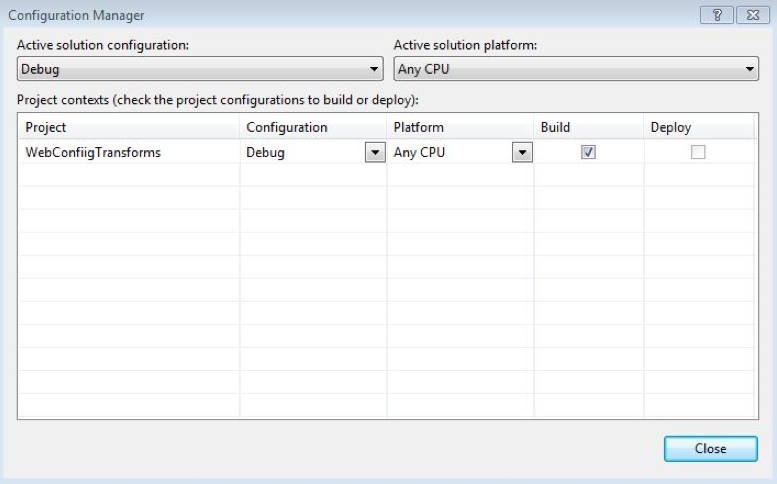 Configuration Manager
Active solution configuration: Active solution platform:
Debug Any CPU
Project contexts (check the project configurations to build or deploy):
Project Configuration Platform Build Deploy
WebConfiigTransforms Debug Any CPU
Close